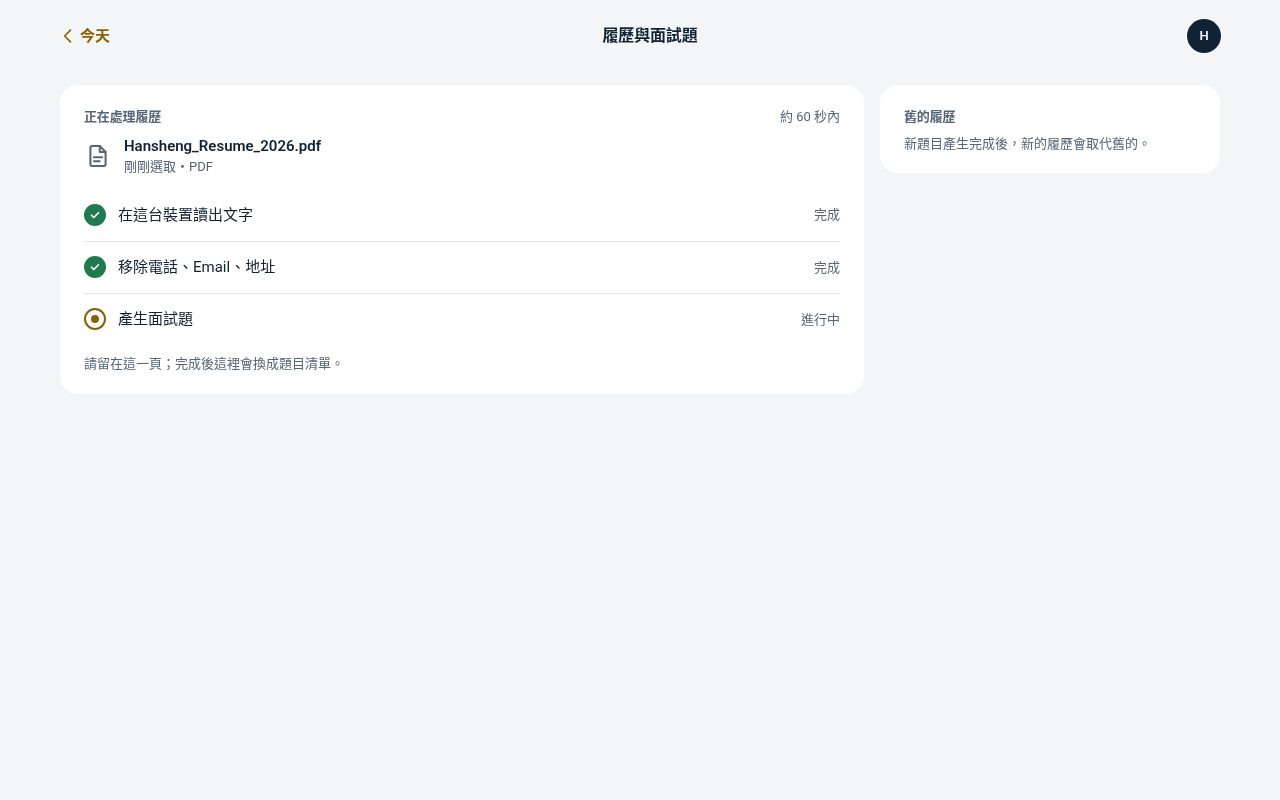 今天
履歷與面試題
H
正在處理履歷
約 60 秒內
Hansheng_Resume_2026.pdf
剛剛選取・PDF
在這台裝置讀出文字
完成
移除電話、Email、地址
完成
產生面試題
進行中
請留在這一頁；完成後這裡會換成題目清單。
舊的履歷
新題目產生完成後，新的履歷會取代舊的。